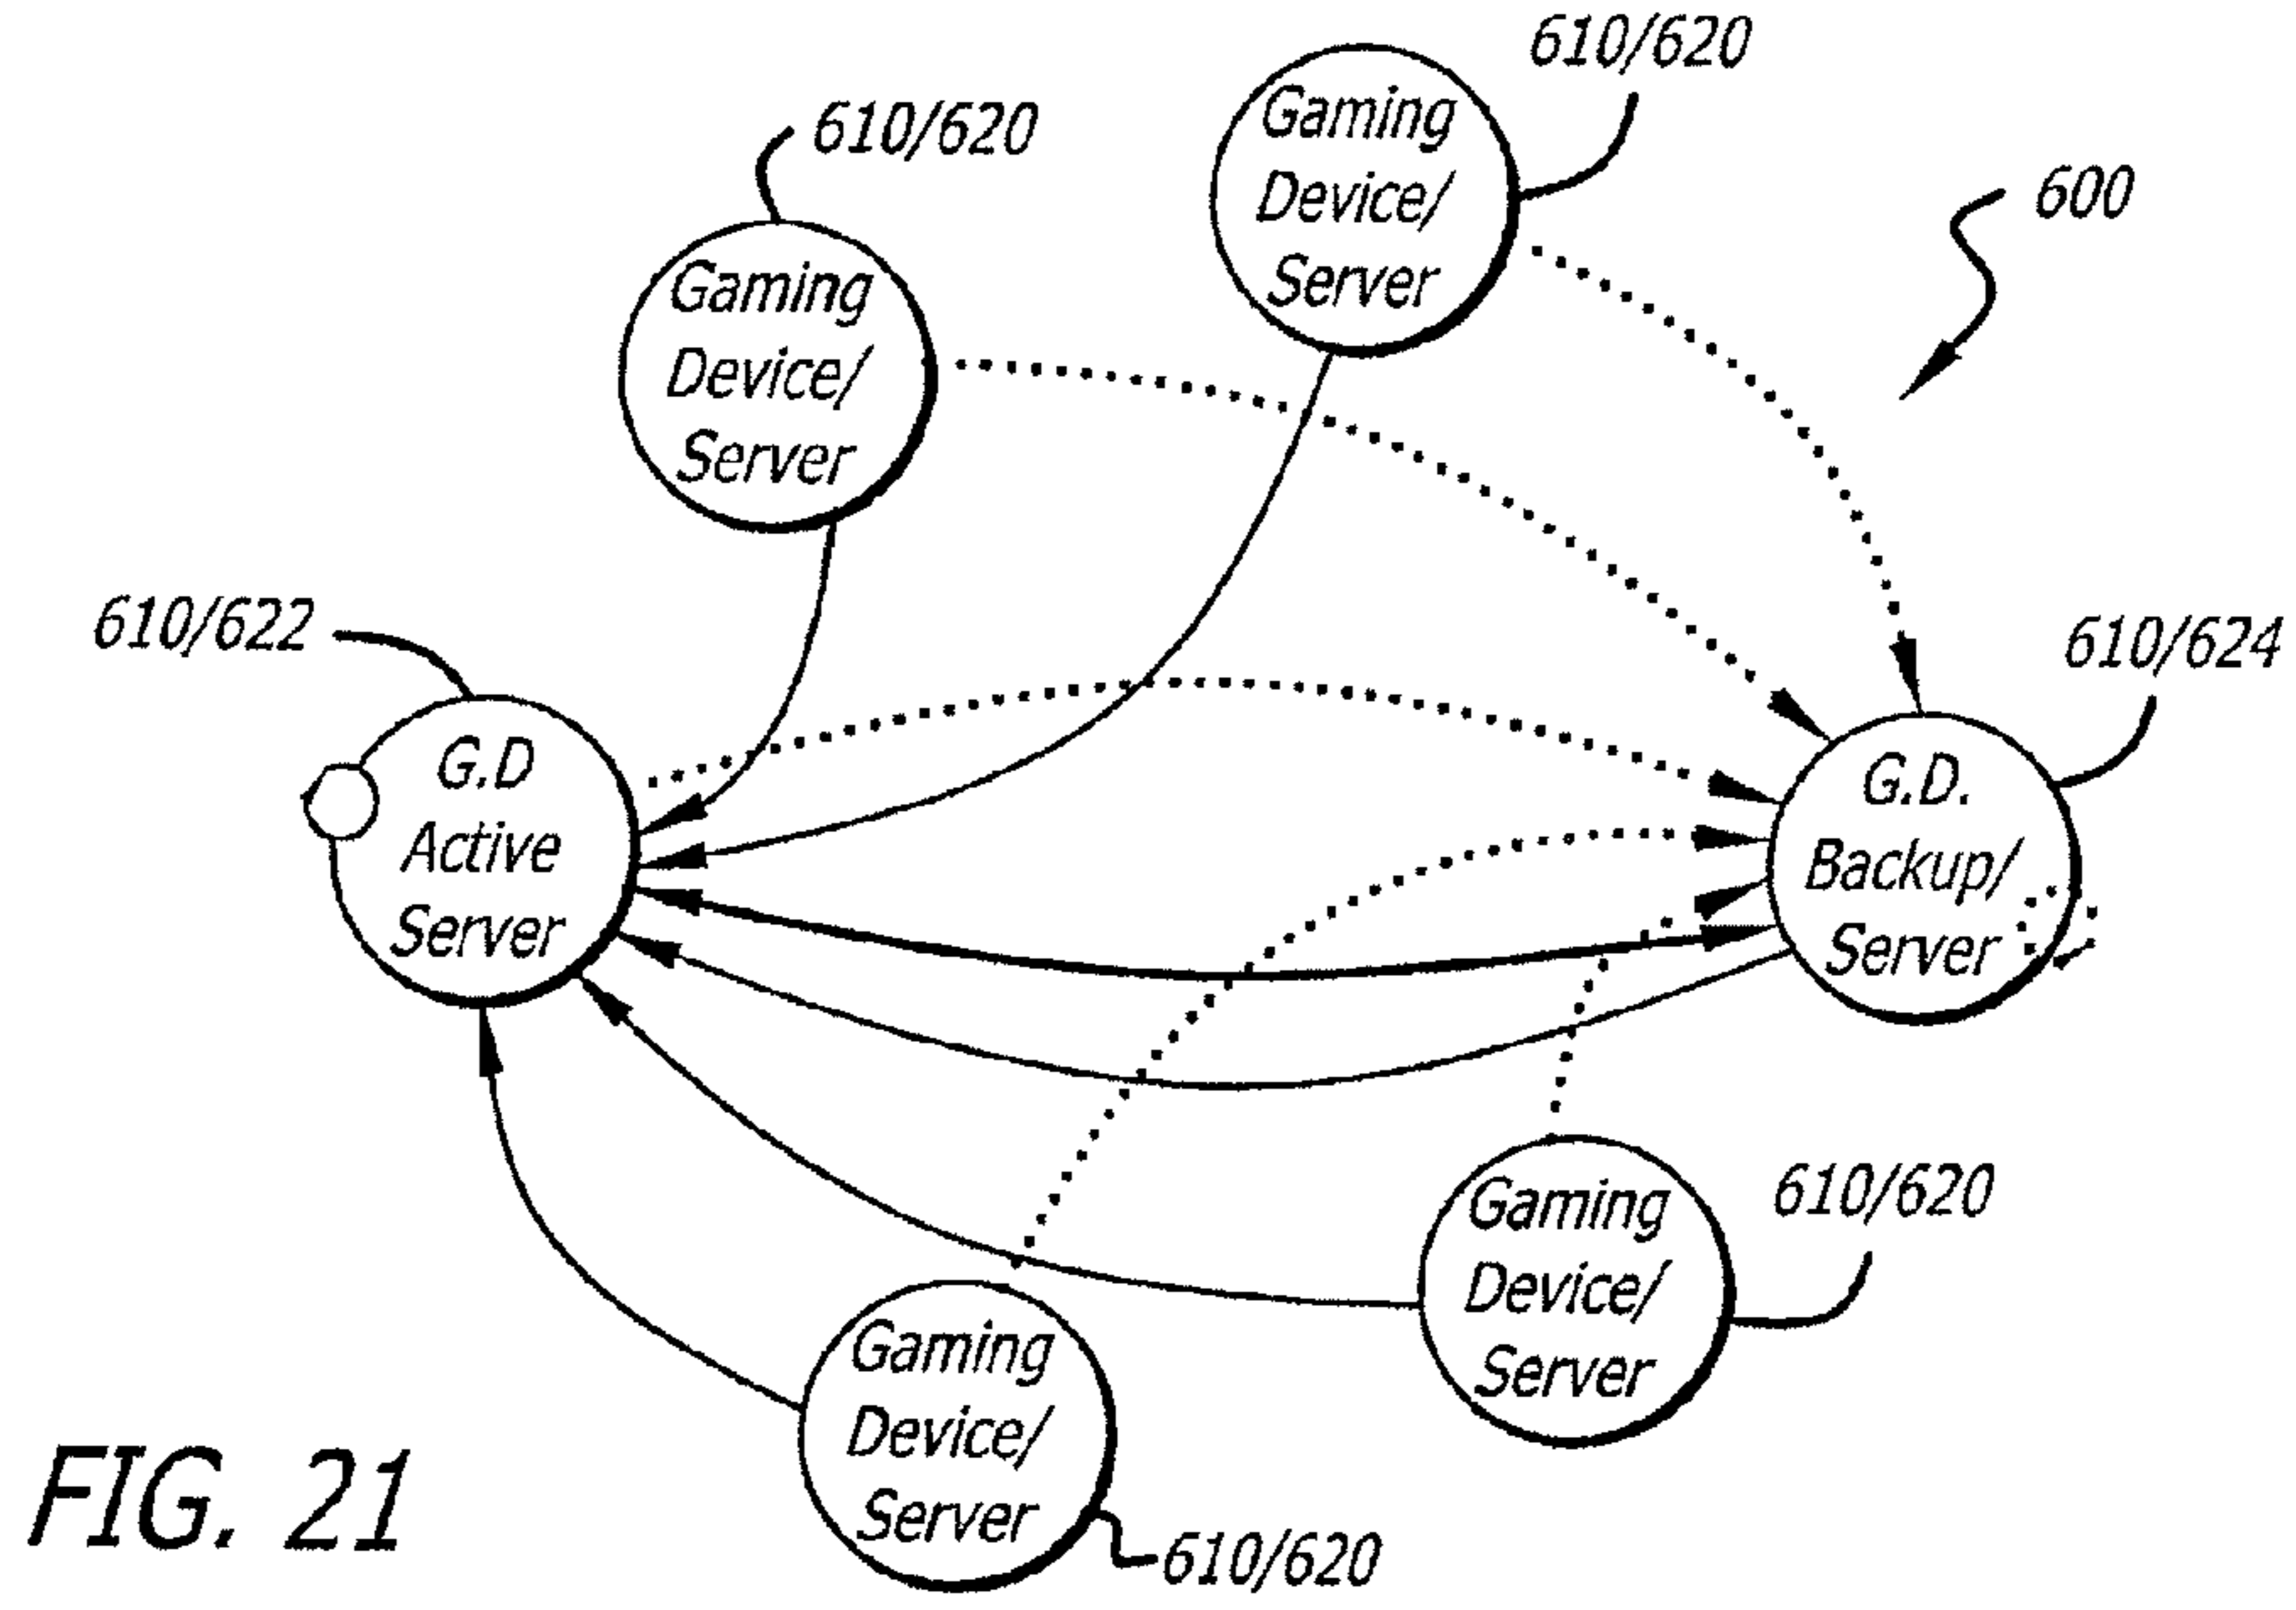 610/620
Gaming
Device/
Server
610/620
Gaming
Device/
Server
600
610/622
G.D
Active
Server
610/624
G.D.
Backup/
Server
Gaming
Device/
Server
610/620
Gaming
Device/
Server
610/620
FIG. 21